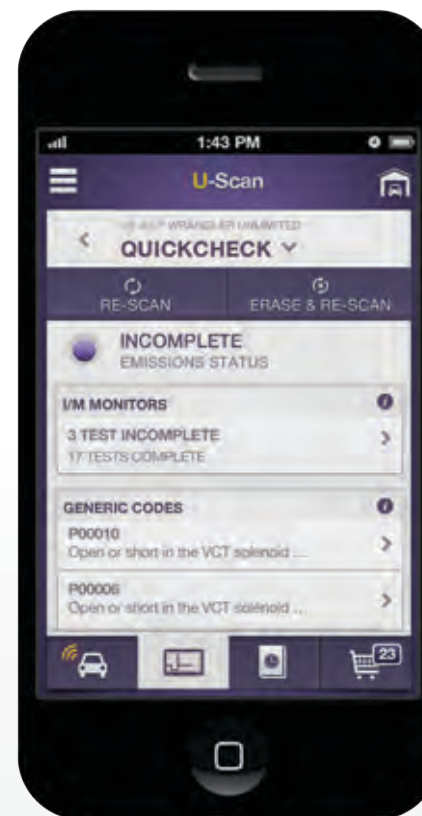 1:43 PM
U-Scan
WRANGLER UNLIMITED
QUICKCHECK
RE-SCAN
ERASE & RE-SCAN
INCOMPLETE
EMISSIONS STATUS
I/M MONITORS
3 TEST INCOMPLETE
17 TESTS COMPLETE
GENERIC CODES
P00010
Open or short in the VCT solenoid ...
P00006
Open or short in the VCT solenoid ...
23